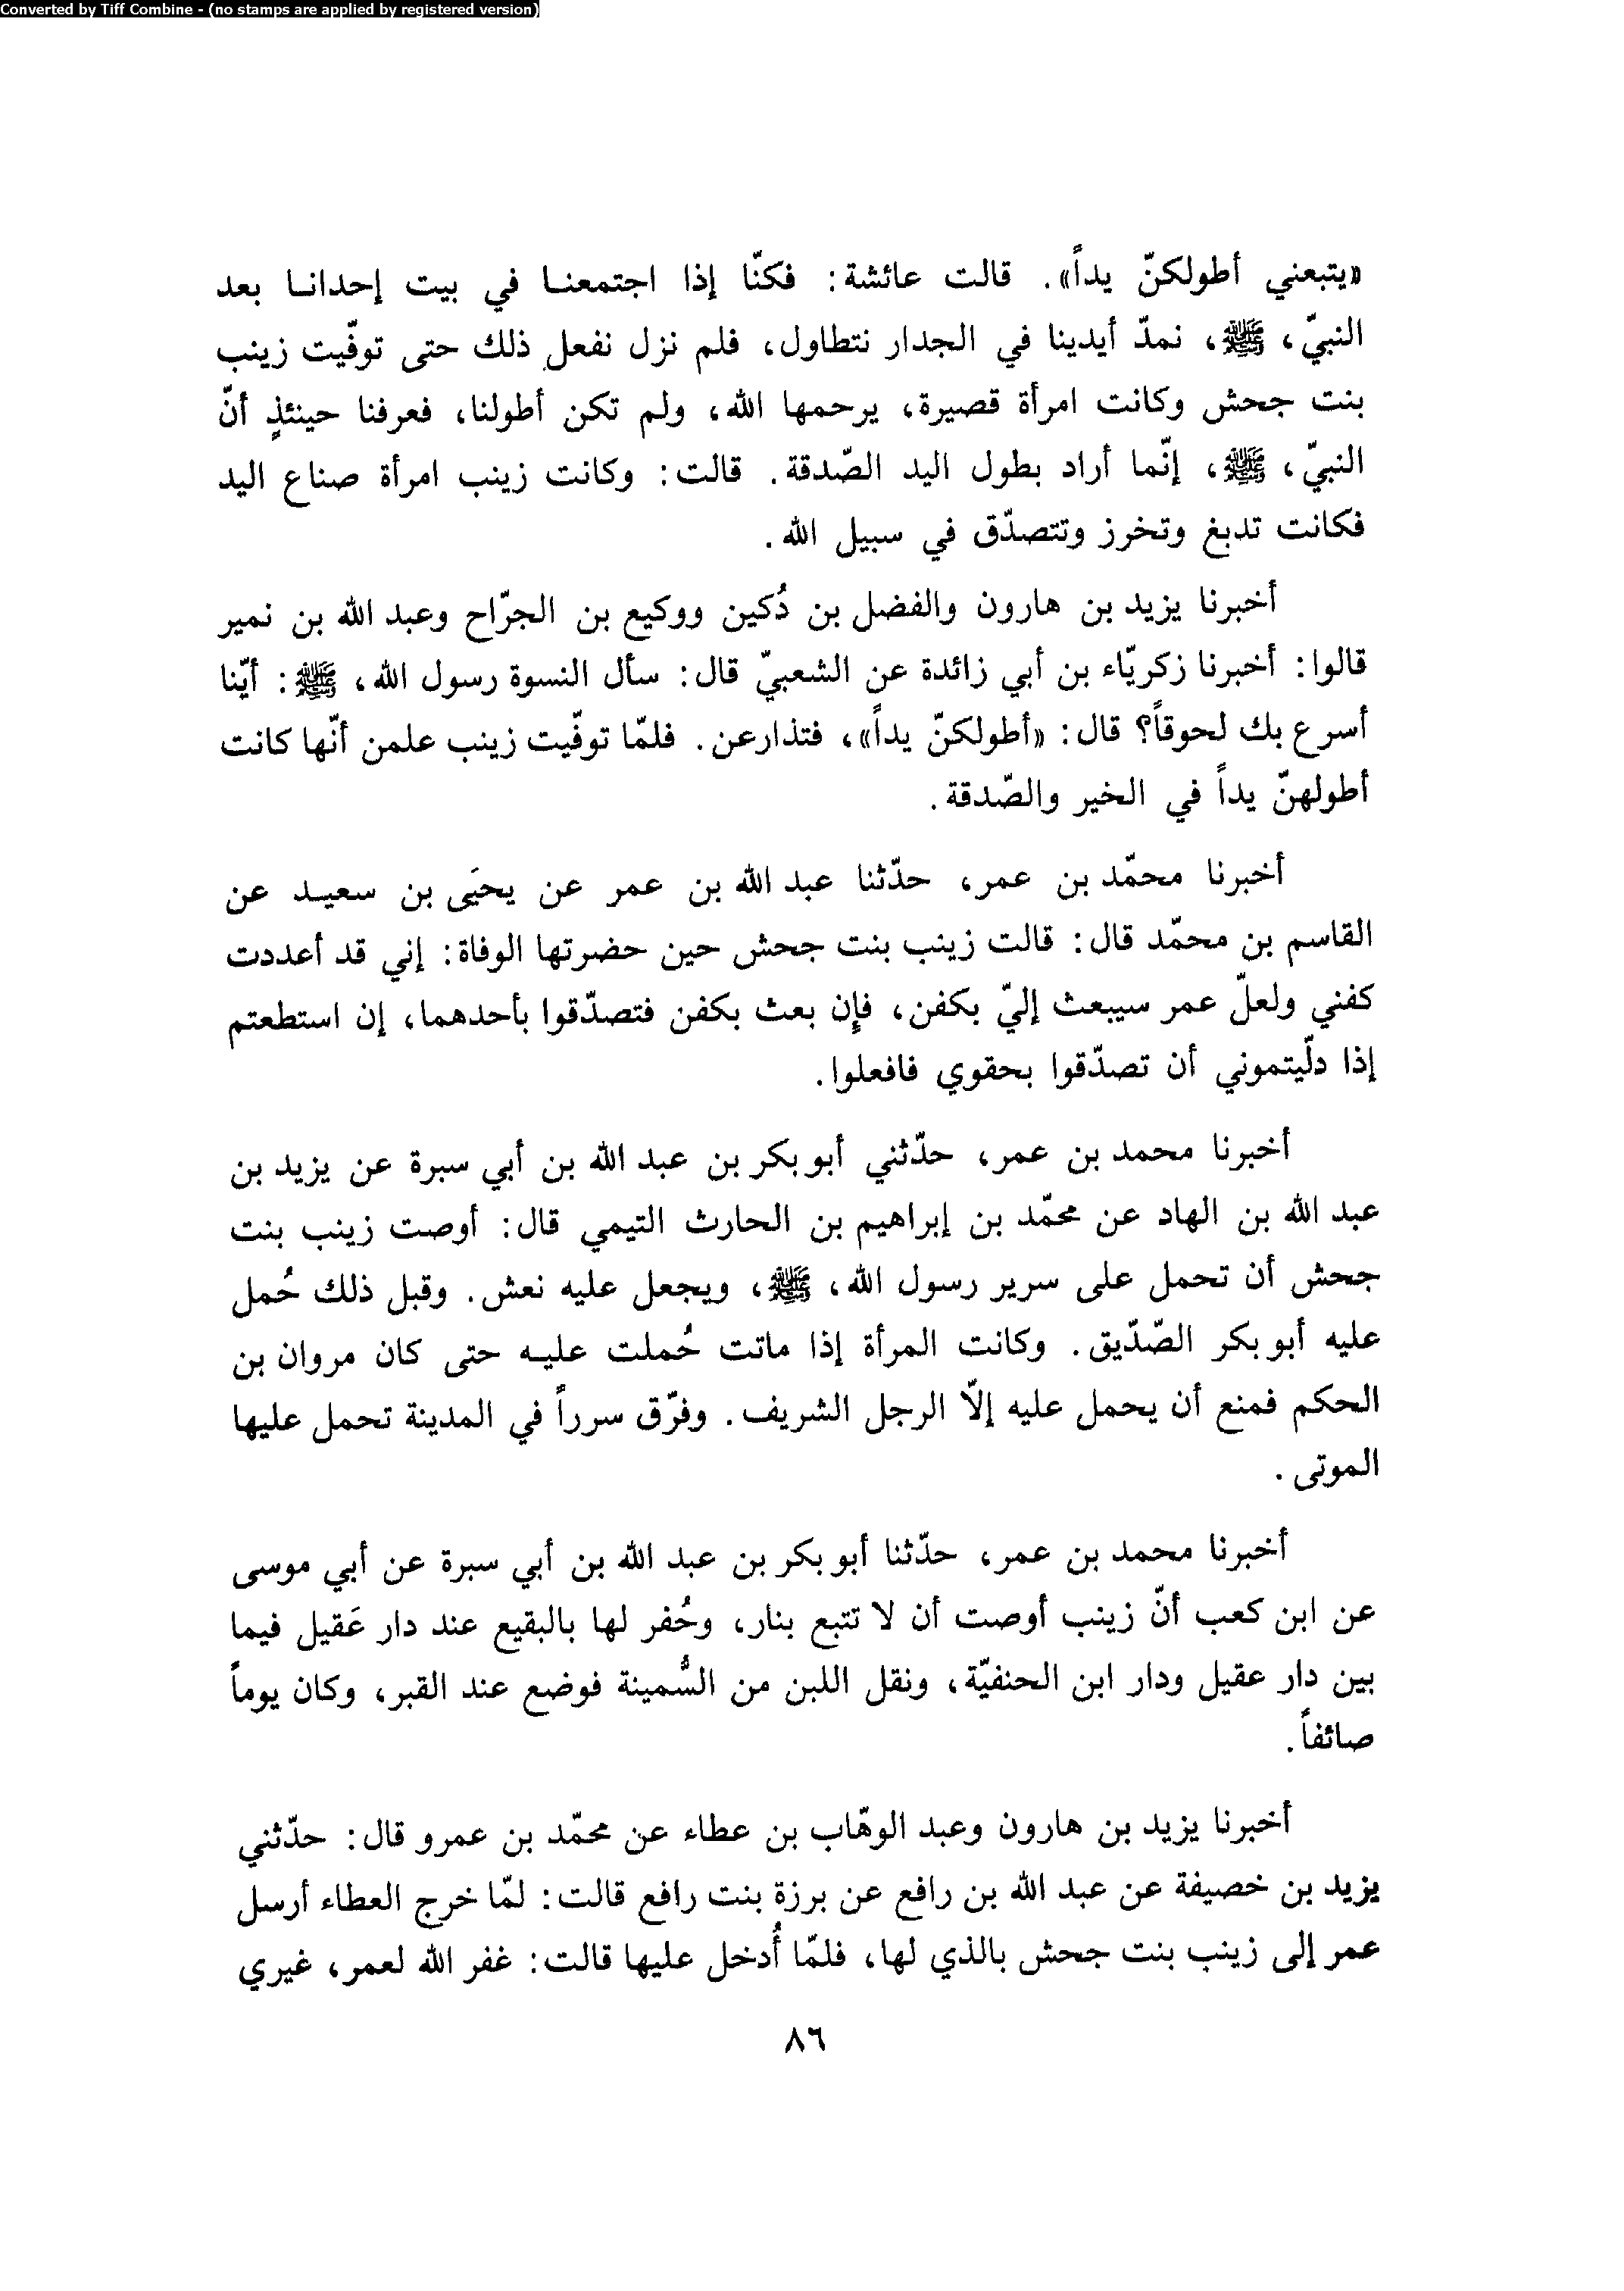 Converted by Tiff Combine - (no stamps are applied by registered version)
«يتبعني أطولكنّ يداً». قالت عائشة: فكنّا إذا اجتمعنا في بيت إحدانا بعد
النبيّ، ﷺ، نمدّ أيدينا في الجدار نتطاول، فلم نزل نفعل ذلك حتى توفّيت زينب
بنت جحش وكانت امرأة قصيرة، يرحمها الله، ولم تكن أطولنا، فعرفنا حينئذٍ أنّ
النبيّ، ﷺ، إنّما أراد بطول اليد الصّدقة. قالت: وكانت زينب امرأة صناع اليد
فكانت تدبغ وتخرز وتتصدّق في سبيل الله.
أخبرنا يزيد بن هارون والفضل بن دُكين ووكيع بن الجرّاح وعبد الله بن نمير
قالوا: أخبرنا زكريّاء بن أبي زائدة عن الشعبيّ قال: سأل النسوة رسول الله، ﷺ: أيّنا
أسرع بك لحوقاً؟ قال: «أطولكنّ يداً»، فتذارعن. فلمّا توفّيت زينب علمن أنّها كانت
أطولهنّ يداً في الخير والصّدقة.
أخبرنا محمّد بن عمر، حدّثنا عبد الله بن عمر عن يحيَى بن سعيد عن
القاسم بن محمّد قال: قالت زينب بنت جحش حين حضرتها الوفاة: إني قد أعددت
كفني ولعلّ عمر سيبعث إليّ بكفن، فإن بعث بكفن فتصدّقوا بأحدهما، إن استطعتم
إذا دلّيتموني أن تصدّقوا بحقوي فافعلوا.
أخبرنا محمد بن عمر، حدّثني أبو بكر بن عبد الله بن أبي سبرة عن يزيد بن
عبد الله بن الهاد عن محمّد بن إبراهيم بن الحارث التيمي قال: أوصت زينب بنت
جحش أن تحمل على سرير رسول الله، ﷺ، ويجعل عليه نعش. وقبل ذلك حُمل
عليه أبو بكر الصّدّيق. وكانت المرأة إذا ماتت حُملت عليه حتى كان مروان بن
الحكم فمنع أن يحمل عليه إلّا الرجل الشريف. وفرّق سرراً في المدينة تحمل عليها
الموتى.
أخبرنا محمد بن عمر، حدّثنا أبو بكر بن عبد الله بن أبي سبرة عن أبي موسى
عن ابن كعب أنّ زينب أوصت أن لا تتبع بنار، وحُفر لها بالبقيع عند دار عَقيل فيما
بين دار عقيل ودار ابن الحنفيّة، ونقل اللبن من السُّمينة فوضع عند القبر، وكان يوماً
صائفاً.
أخبرنا يزيد بن هارون وعبد الوهّاب بن عطاء عن محمّد بن عمرو قال: حدّثني
يزيد بن خصيفة عن عبد الله بن رافع عن برزة بنت رافع قالت: لمّا خرج العطاء أرسل
عمر إلى زينب بنت جحش بالذي لها، فلمّا أُدخل عليها قالت: غفر الله لعمر، غيري
٨٦